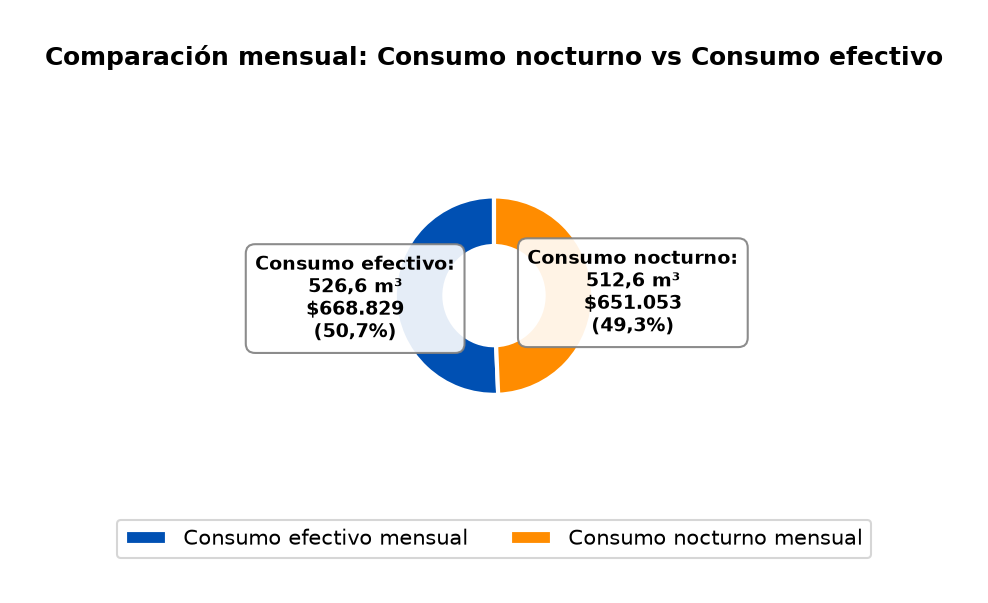 Comparación mensual: Consumo nocturno vs Consumo efectivo
Consumo efectivo:
526,6 m³
$668.829
(50,7%)
Consumo nocturno:
512,6 m³
$651.053
(49,3%)
Consumo efectivo mensual
Consumo nocturno mensual